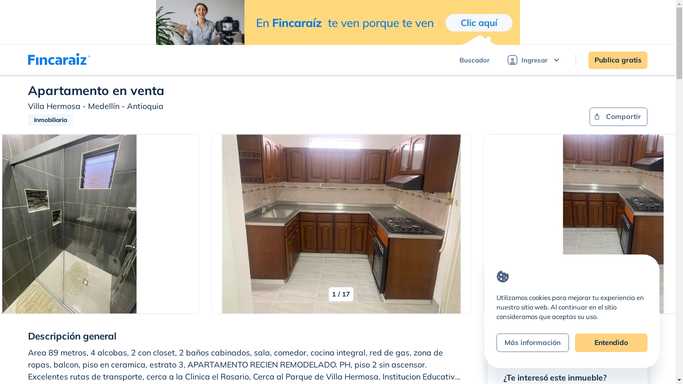 En Fincaraíz te ven porque te ven
Clic aquí
Fincaraiz
Buscador
Ingresar
Publica gratis
Apartamento en venta
Villa Hermosa - Medellín - Antioquia
Inmobiliaria
Compartir
1 / 17
Utilizamos cookies para mejorar tu experiencia en
nuestro sitio web. Al continuar en el sitio
consideramos que aceptas su uso.
Más información
Entendido
Descripción general
Area 89 metros, 4 alcobas, 2 con closet, 2 baños cabinados, sala, comedor, cocina integral, red de gas, zona de
ropas, balcon, piso en ceramica, estrato 3, APARTAMENTO RECIEN REMODELADO. PH, piso 2 sin ascensor.
Excelentes rutas de transporte, cerca a la Clinica el Rosario, Cerca al Parque de Villa Hermosa, Institucion Educativ...
¿Te interesó este inmueble?